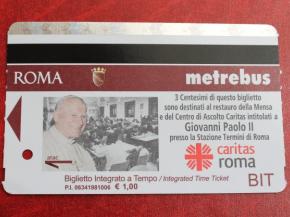 ROMA metrebus
3 Centesimi di questo biglietto
sono destinati al restauro della Mensa
e del Centro di Ascolto Caritas intitolati a
Giovanni Paolo II
presso la Stazione Termini di Roma
caritas
roma
atac
Biglietto Integrato a Tempo / Integrated Time Ticket
P.I. 06341981006 € 1,00
BIT